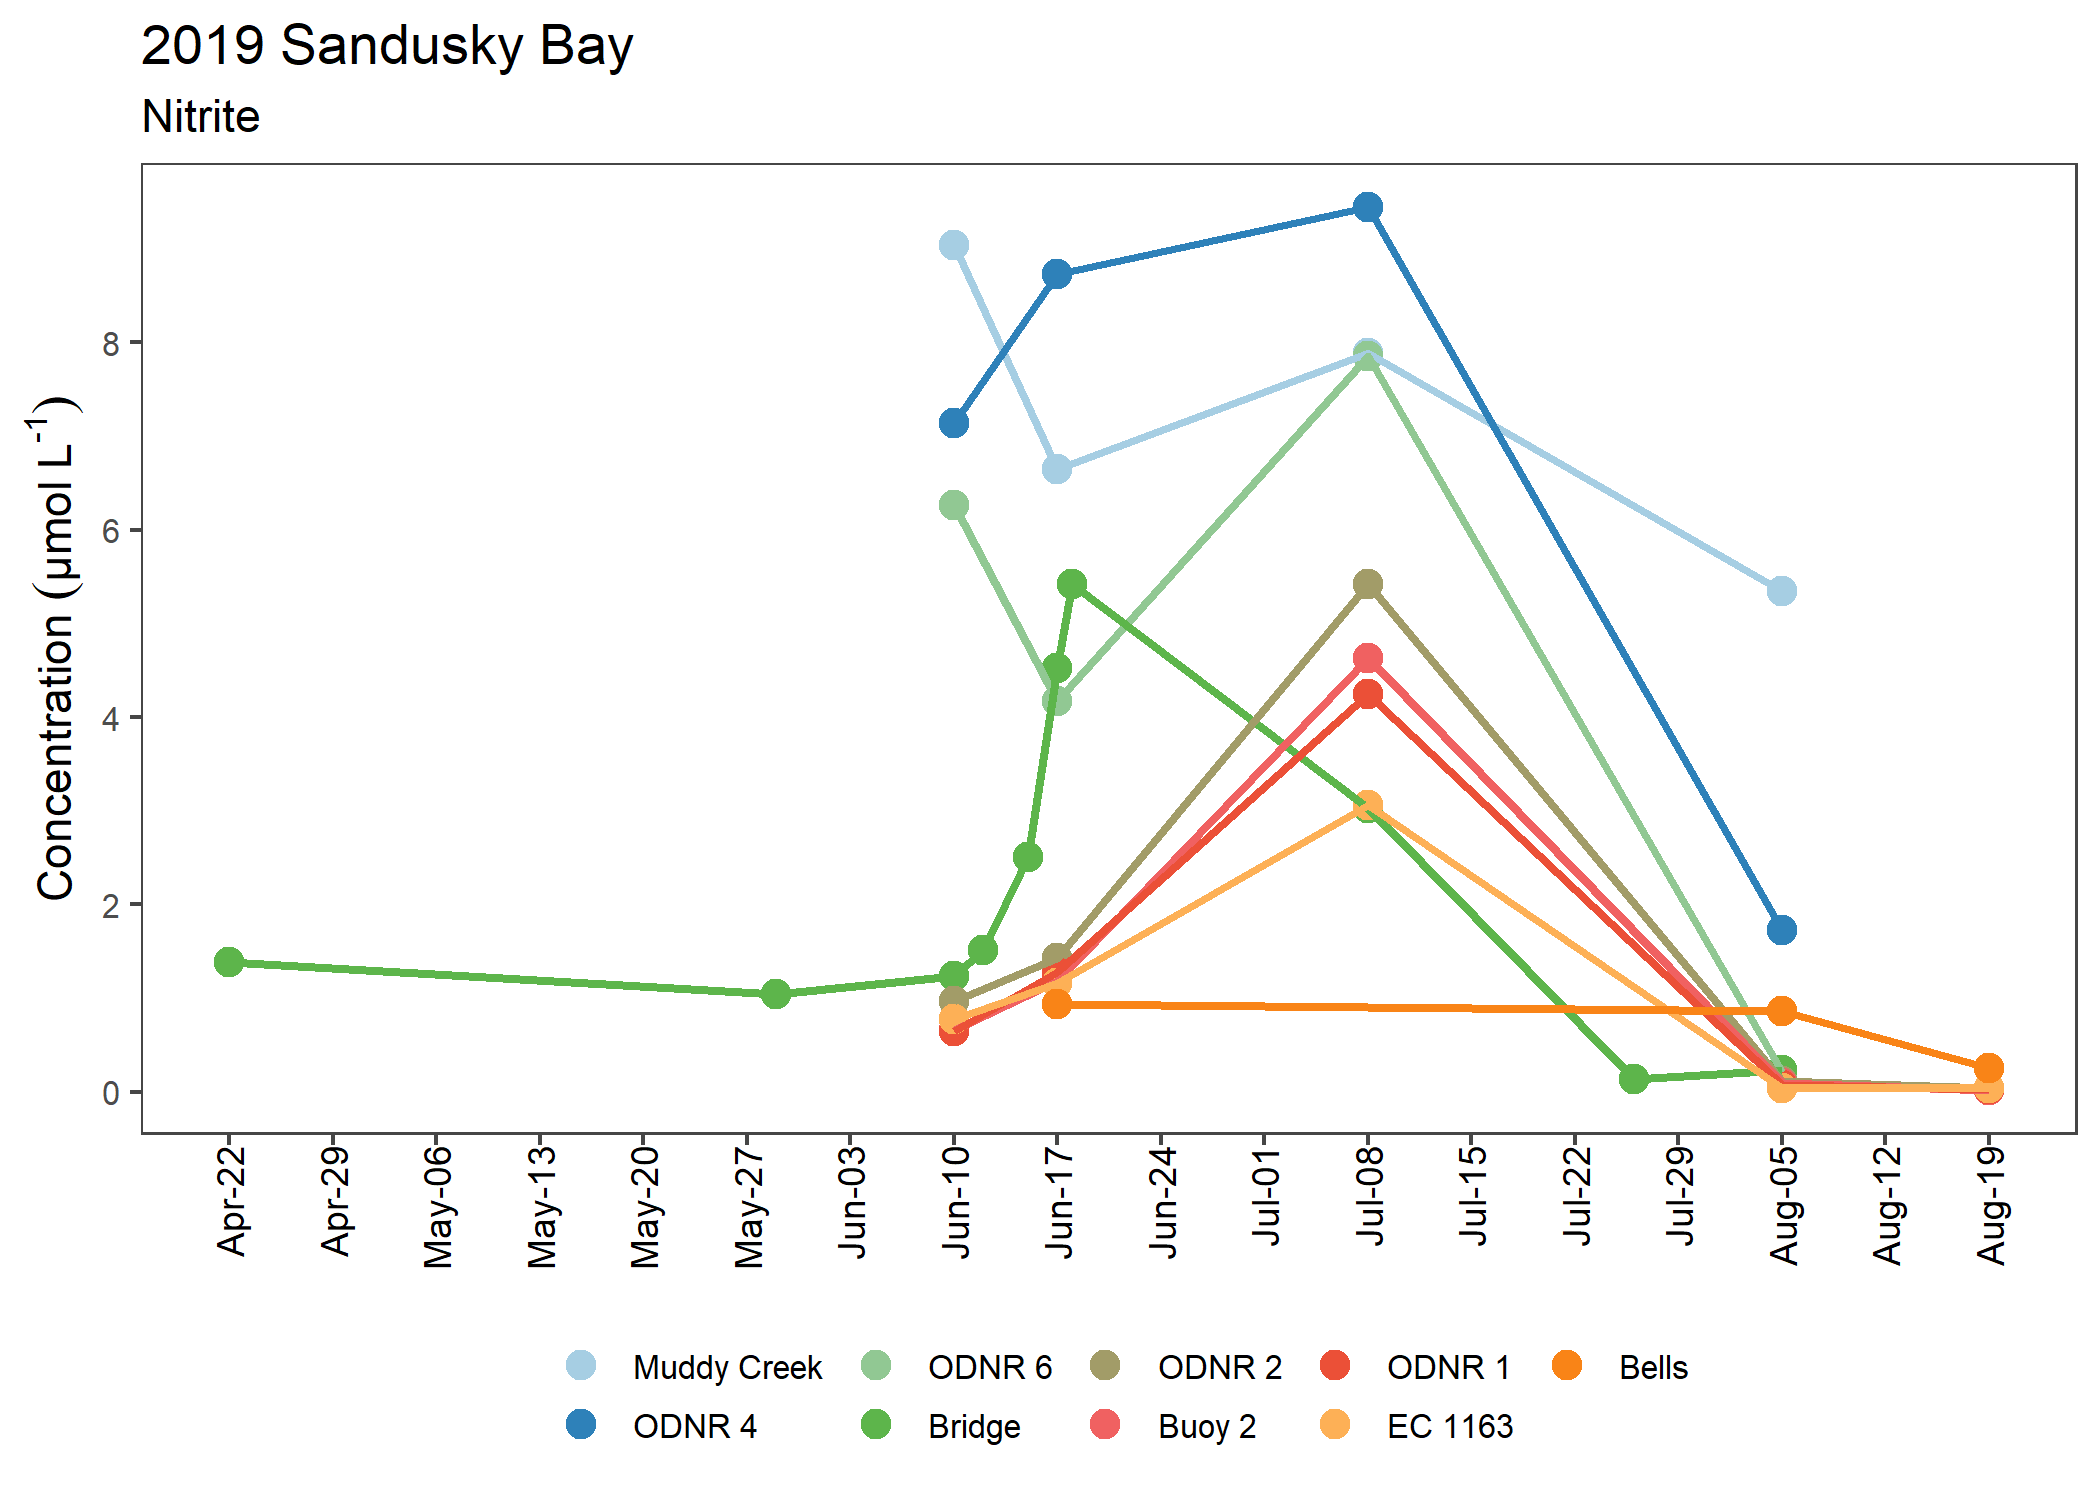 2019 Sandusky Bay
Nitrite
Concentration (μmol L⁻¹)
8
6
4
2
0
Apr-22
Apr-29
May-06
May-13
May-20
May-27
Jun-03
Jun-10
Jun-17
Jun-24
Jul-01
Jul-08
Jul-15
Jul-22
Jul-29
Aug-05
Aug-12
Aug-19
Muddy Creek ODNR 6 ODNR 2 ODNR 1 Bells
ODNR 4 Bridge Buoy 2 EC 1163